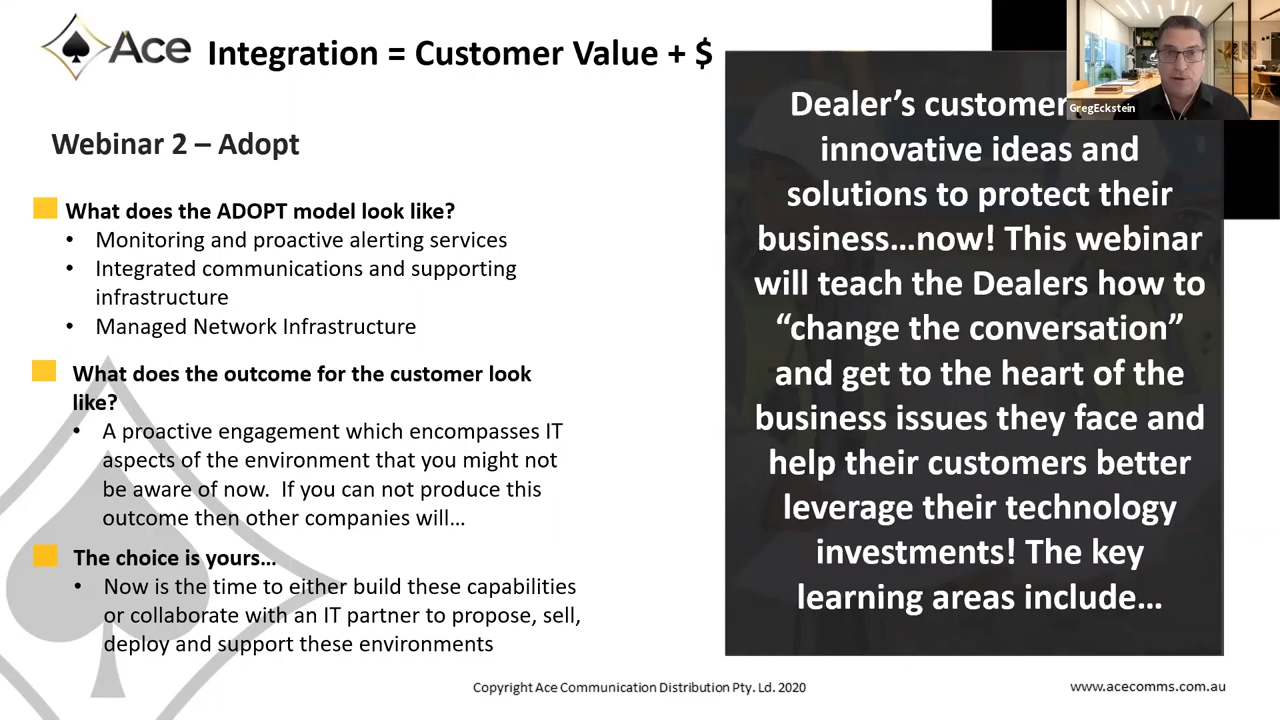 Ace
Integration = Customer Value + $
Webinar 2 – Adopt
What does the ADOPT model look like?
• Monitoring and proactive alerting services
• Integrated communications and supporting
infrastructure
• Managed Network Infrastructure
What does the outcome for the customer look
like?
• A proactive engagement which encompasses IT
aspects of the environment that you might not
be aware of now. If you can not produce this
outcome then other companies will…
The choice is yours…
• Now is the time to either build these capabilities
or collaborate with an IT partner to propose, sell,
deploy and support these environments
GregEckstein
Dealer’s customer
innovative ideas and
solutions to protect their
business…now! This webinar
will teach the Dealers how to
“change the conversation”
and get to the heart of the
business issues they face and
help their customers better
leverage their technology
investments! The key
learning areas include…
Copyright Ace Communication Distribution Pty. Ld. 2020
www.acecomms.com.au